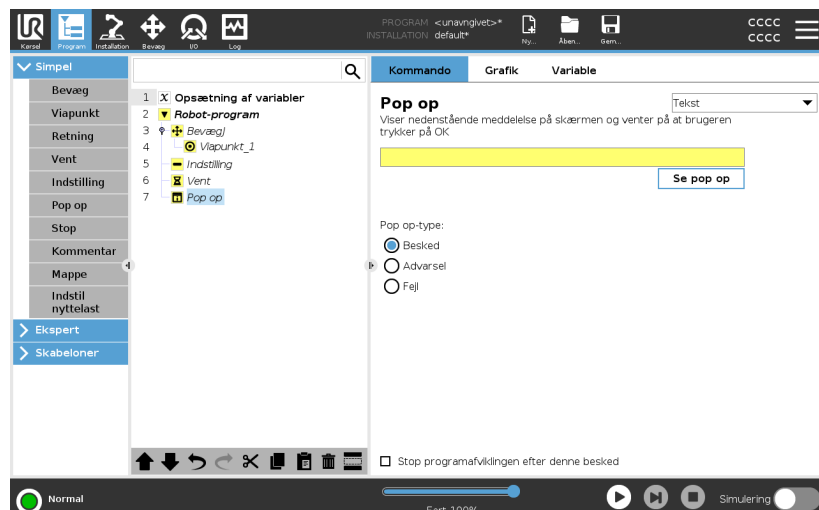 UR
PROGRAM <unavngivet>*
INSTALLATION default*
CCCC
CCCC
Kørsel
Program
Installation
Bevæg
I/O
Log
Ny...
Åben...
Gem...
Simpel
Bevæg
Viapunkt
Retning
Vent
Indstilling
Pop op
Stop
Kommentar
Mappe
Indstil
nyttelast
Ekspert
Skabeloner
1 X Opsætning af variabler
2 Robot-program
3 BevægJ
4 Viapunkt_1
5 Indstilling
6 Vent
7 Pop op
Kommando
Grafik
Variable
Pop op
Tekst
Viser nedenstående meddelelse på skærmen og venter på at brugeren
trykker på OK
Se pop op
Pop op-type:
Besked
Advarsel
Fejl
Stop programafviklingen efter denne besked
Normal
Fart 100%
Simulering